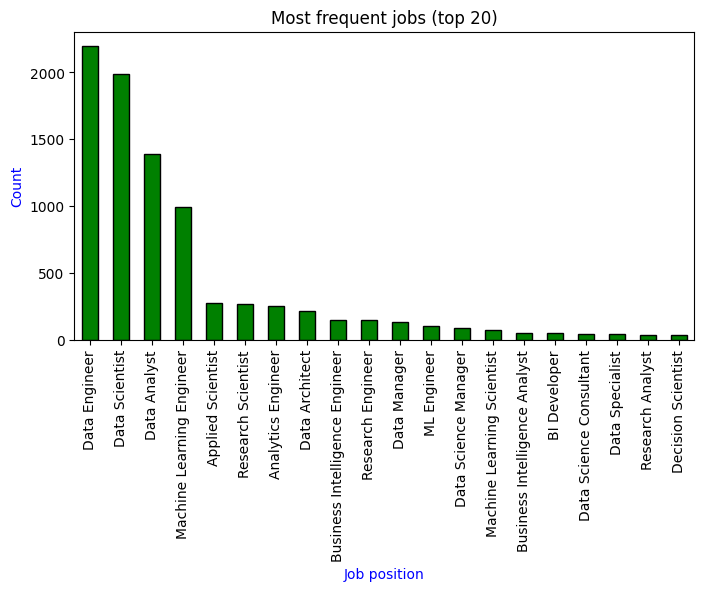 Most frequent jobs (top 20)
Count
2000
1500
1000
500
0
Data Engineer
Data Scientist
Data Analyst
Machine Learning Engineer
Applied Scientist
Research Scientist
Analytics Engineer
Data Architect
Business Intelligence Engineer
Research Engineer
Data Manager
ML Engineer
Data Science Manager
Machine Learning Scientist
Business Intelligence Analyst
BI Developer
Data Science Consultant
Data Specialist
Research Analyst
Decision Scientist
Job position